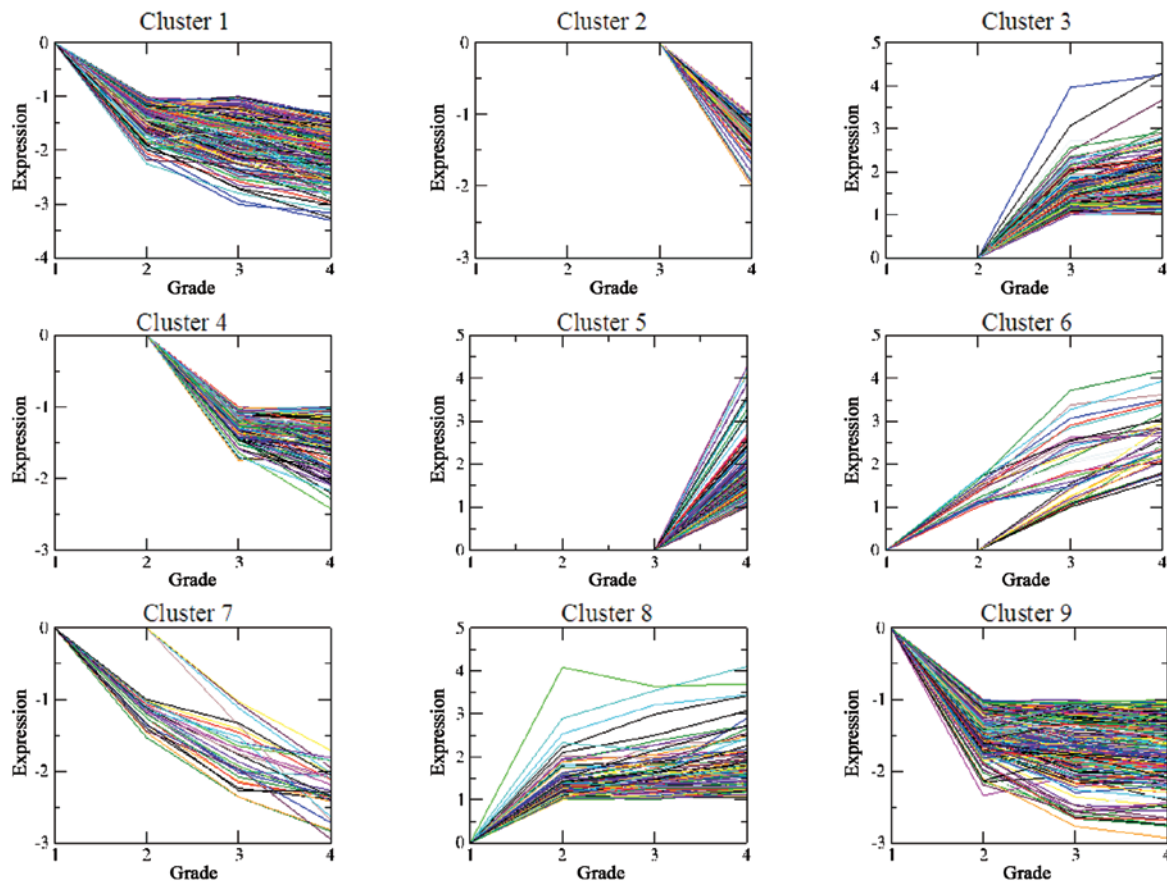 Cluster 1
0
-1
-2
-3
-4
1 2 3 4
Expression
Grade
Cluster 2
0
-1
-2
-3
1 2 3 4
Expression
Grade
Cluster 3
5
4
3
2
1
0
1 2 3 4
Expression
Grade
Cluster 4
0
-1
-2
-3
1 2 3 4
Expression
Grade
Cluster 5
5
4
3
2
1
0
1 2 3 4
Expression
Grade
Cluster 6
5
4
3
2
1
0
1 2 3 4
Expression
Grade
Cluster 7
0
-1
-2
-3
1 2 3 4
Expression
Grade
Cluster 8
5
4
3
2
1
0
1 2 3 4
Expression
Grade
Cluster 9
0
-1
-2
-3
1 2 3 4
Expression
Grade